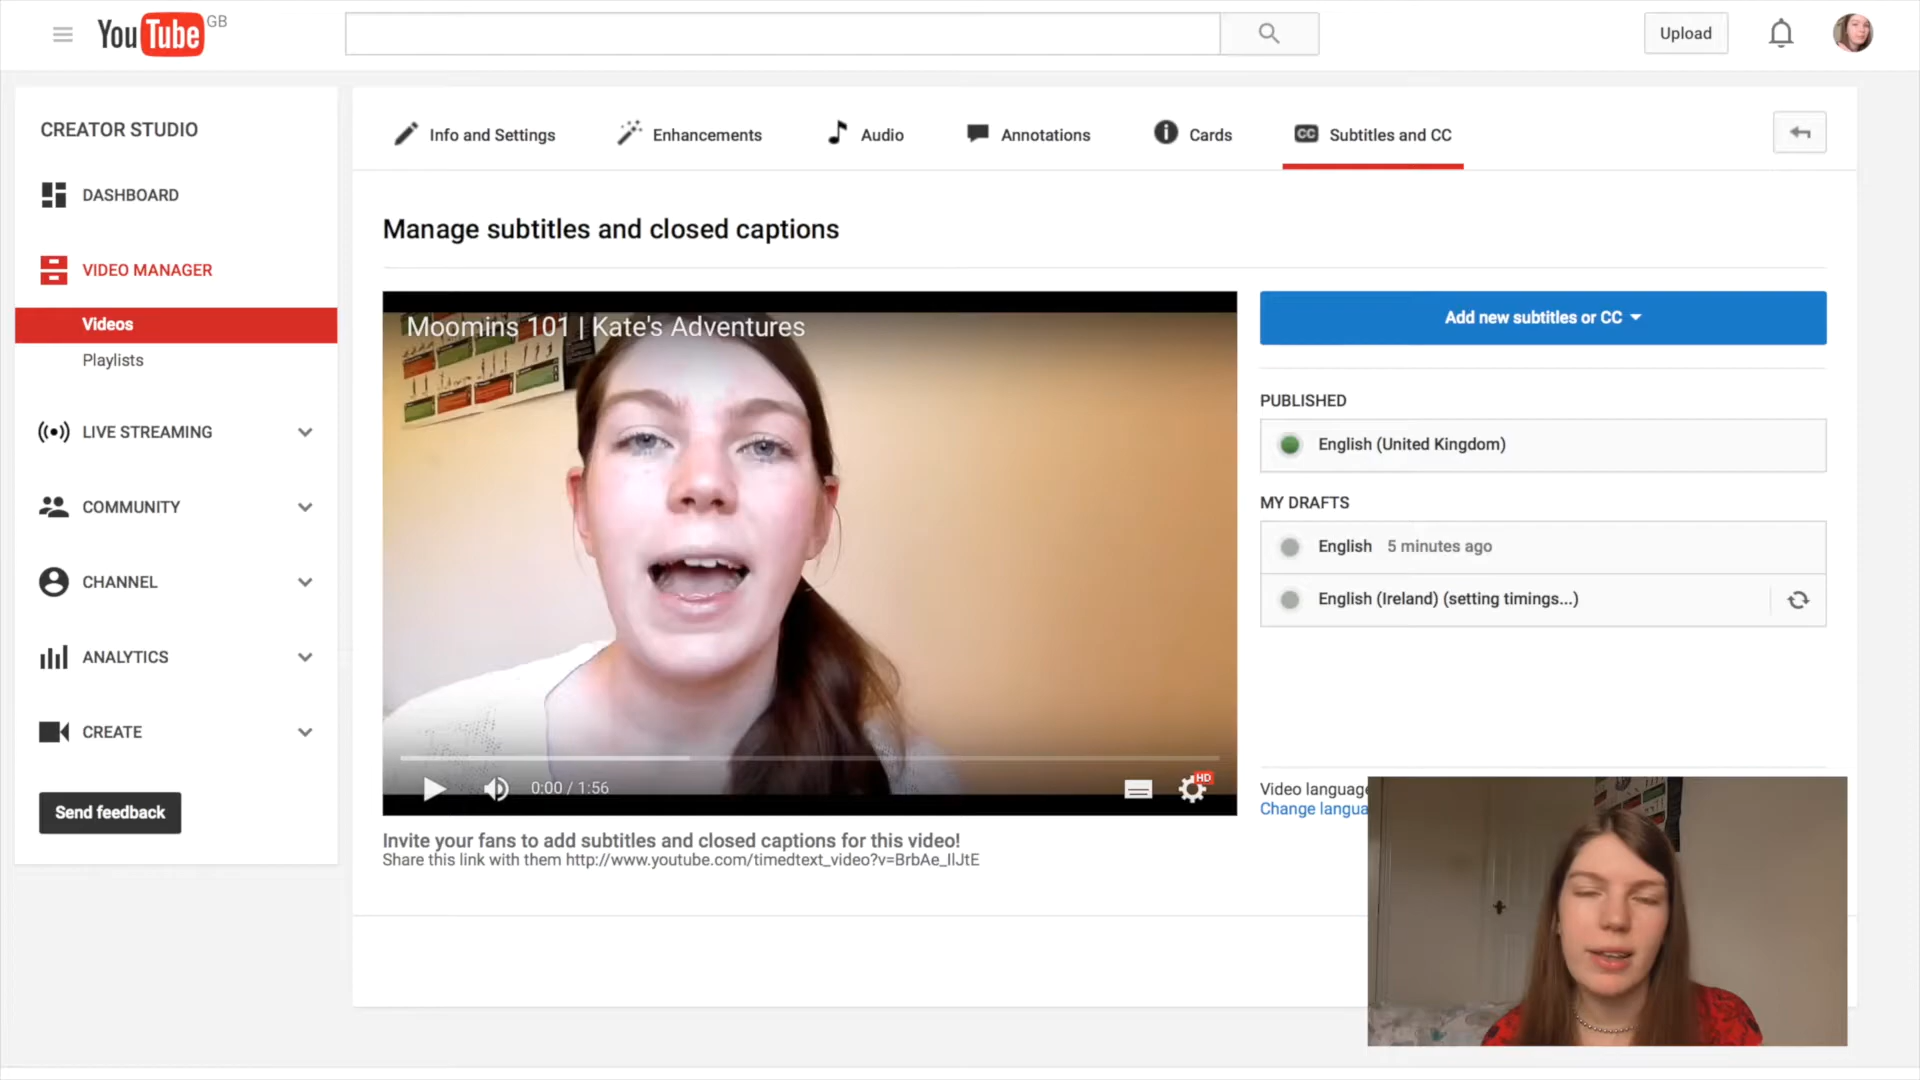 YouTube GB
Upload
CREATOR STUDIO
DASHBOARD
VIDEO MANAGER
Videos
Playlists
LIVE STREAMING
COMMUNITY
CHANNEL
ANALYTICS
CREATE
Send feedback
Info and Settings
Enhancements
Audio
Annotations
Cards
CC Subtitles and CC
Manage subtitles and closed captions
Moomins 101 | Kate's Adventures
0:00 / 1:56
HD
Invite your fans to add subtitles and closed captions for this video!
Share this link with them http://www.youtube.com/timedtext_video?v=BrbAe_IlJtE
Add new subtitles or CC
PUBLISHED
English (United Kingdom)
MY DRAFTS
English 5 minutes ago
English (Ireland) (setting timings...)
Video language
Change langua